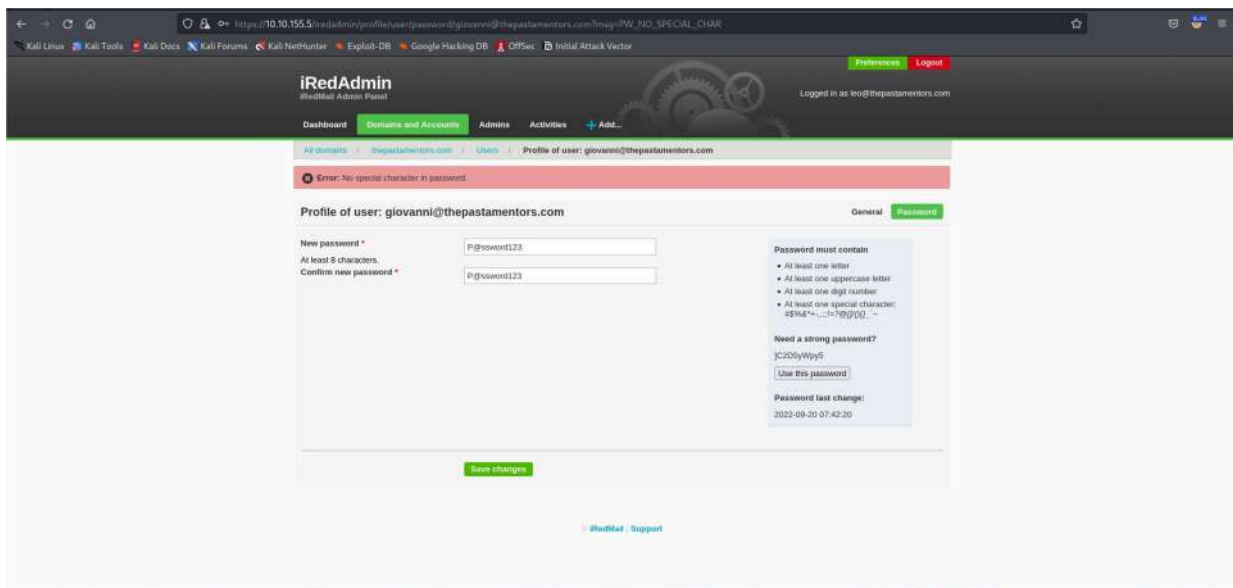 https://10.10.155.5/iredadmin/profile/user/password/giovanni@thepastamentors.com?msg=PW_NO_SPECIAL_CHAR
Kali Linux Kali Tools Kali Docs Kali Forums Kali NetHunter Exploit-DB Google Hacking DB OffSec Initial Attack Vector
Preferences Logout
iRedAdmin
iRedMail Admin Panel
Logged in as leo@thepastamentors.com
Dashboard Domains and Accounts Admins Activities Add...
All domains / thepastamentors.com / Users / Profile of user: giovanni@thepastamentors.com
Error: No special character in password.
Profile of user: giovanni@thepastamentors.com
General Password
New password *
At least 8 characters.
P@ssword123
Confirm new password *
P@ssword123
Password must contain
• At least one letter
• At least one uppercase letter
• At least one digit number
• At least one special character:
Need a strong password?
]C2D5yWpy5
Use this password
Password last change:
2022-09-20 07:42:20
Save changes
© iRedMail | Support